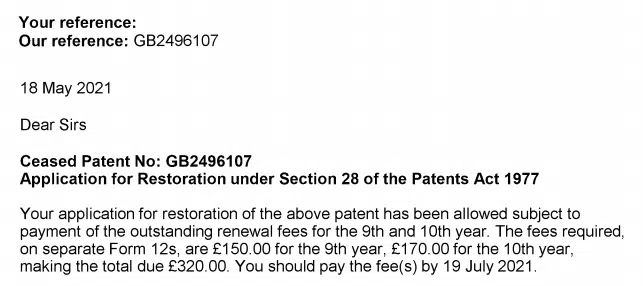 Your reference:
Our reference: GB2496107
18 May 2021
Dear Sirs
Ceased Patent No: GB2496107
Application for Restoration under Section 28 of the Patents Act 1977
Your application for restoration of the above patent has been allowed subject to
payment of the outstanding renewal fees for the 9th and 10th year. The fees required,
on separate Form 12s, are £150.00 for the 9th year, £170.00 for the 10th year,
making the total due £320.00. You should pay the fee(s) by 19 July 2021.